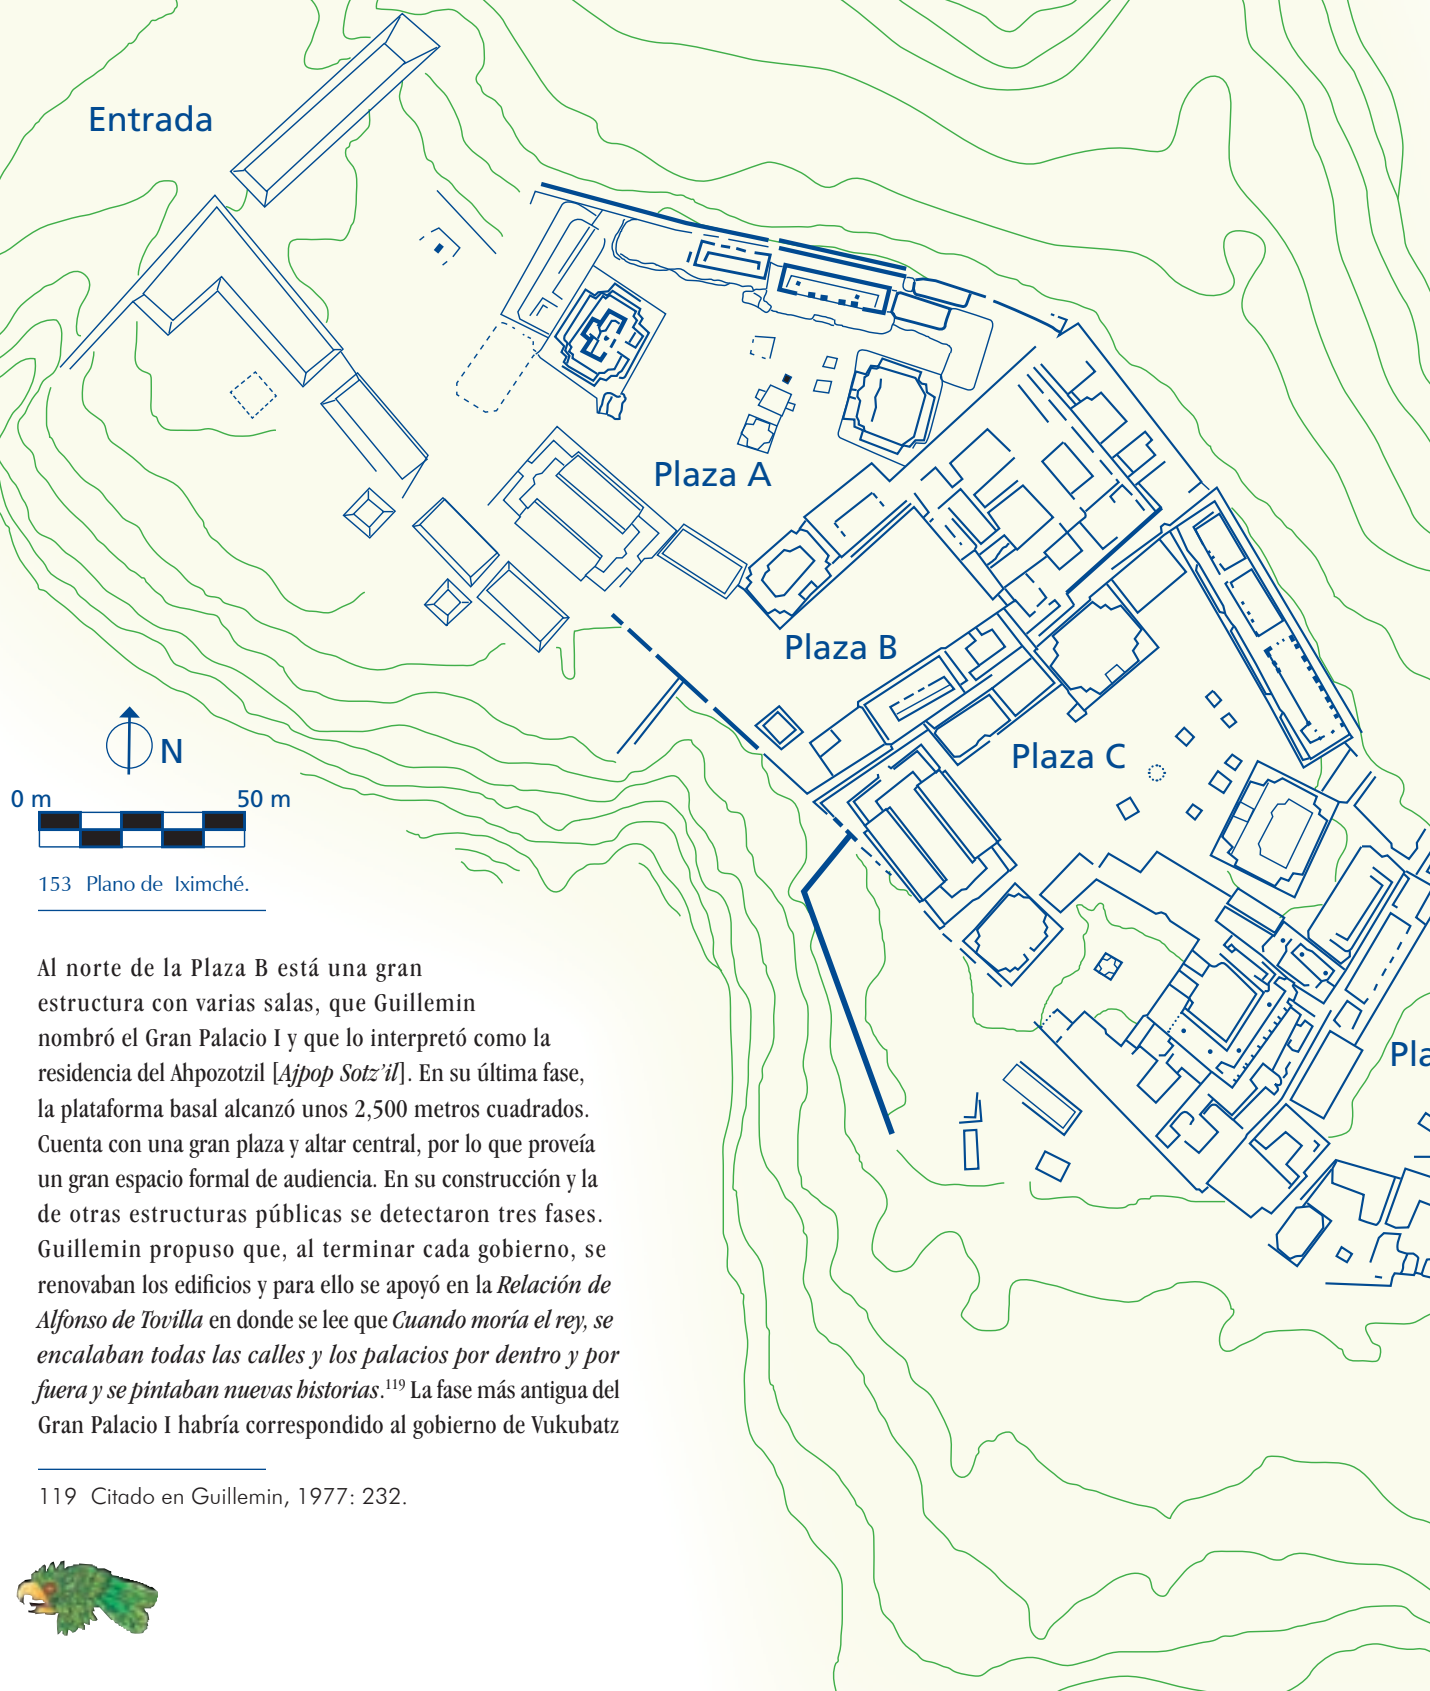 Entrada
Plaza A
Plaza B
Plaza C
Pla
N
0 m 50 m
153 Plano de Iximché.
Al norte de la Plaza B está una gran
estructura con varias salas, que Guillemin
nombró el Gran Palacio I y que lo interpretó como la
residencia del Ahpozotzil [Ajpop Sotz’il]. En su última fase,
la plataforma basal alcanzó unos 2,500 metros cuadrados.
Cuenta con una gran plaza y altar central, por lo que proveía
un gran espacio formal de audiencia. En su construcción y la
de otras estructuras públicas se detectaron tres fases.
Guillemin propuso que, al terminar cada gobierno, se
renovaban los edificios y para ello se apoyó en la Relación de
Alfonso de Tovilla en donde se lee que Cuando moría el rey, se
encalaban todas las calles y los palacios por dentro y por
fuera y se pintaban nuevas historias.119 La fase más antigua del
Gran Palacio I habría correspondido al gobierno de Vukubatz
119 Citado en Guillemin, 1977: 232.